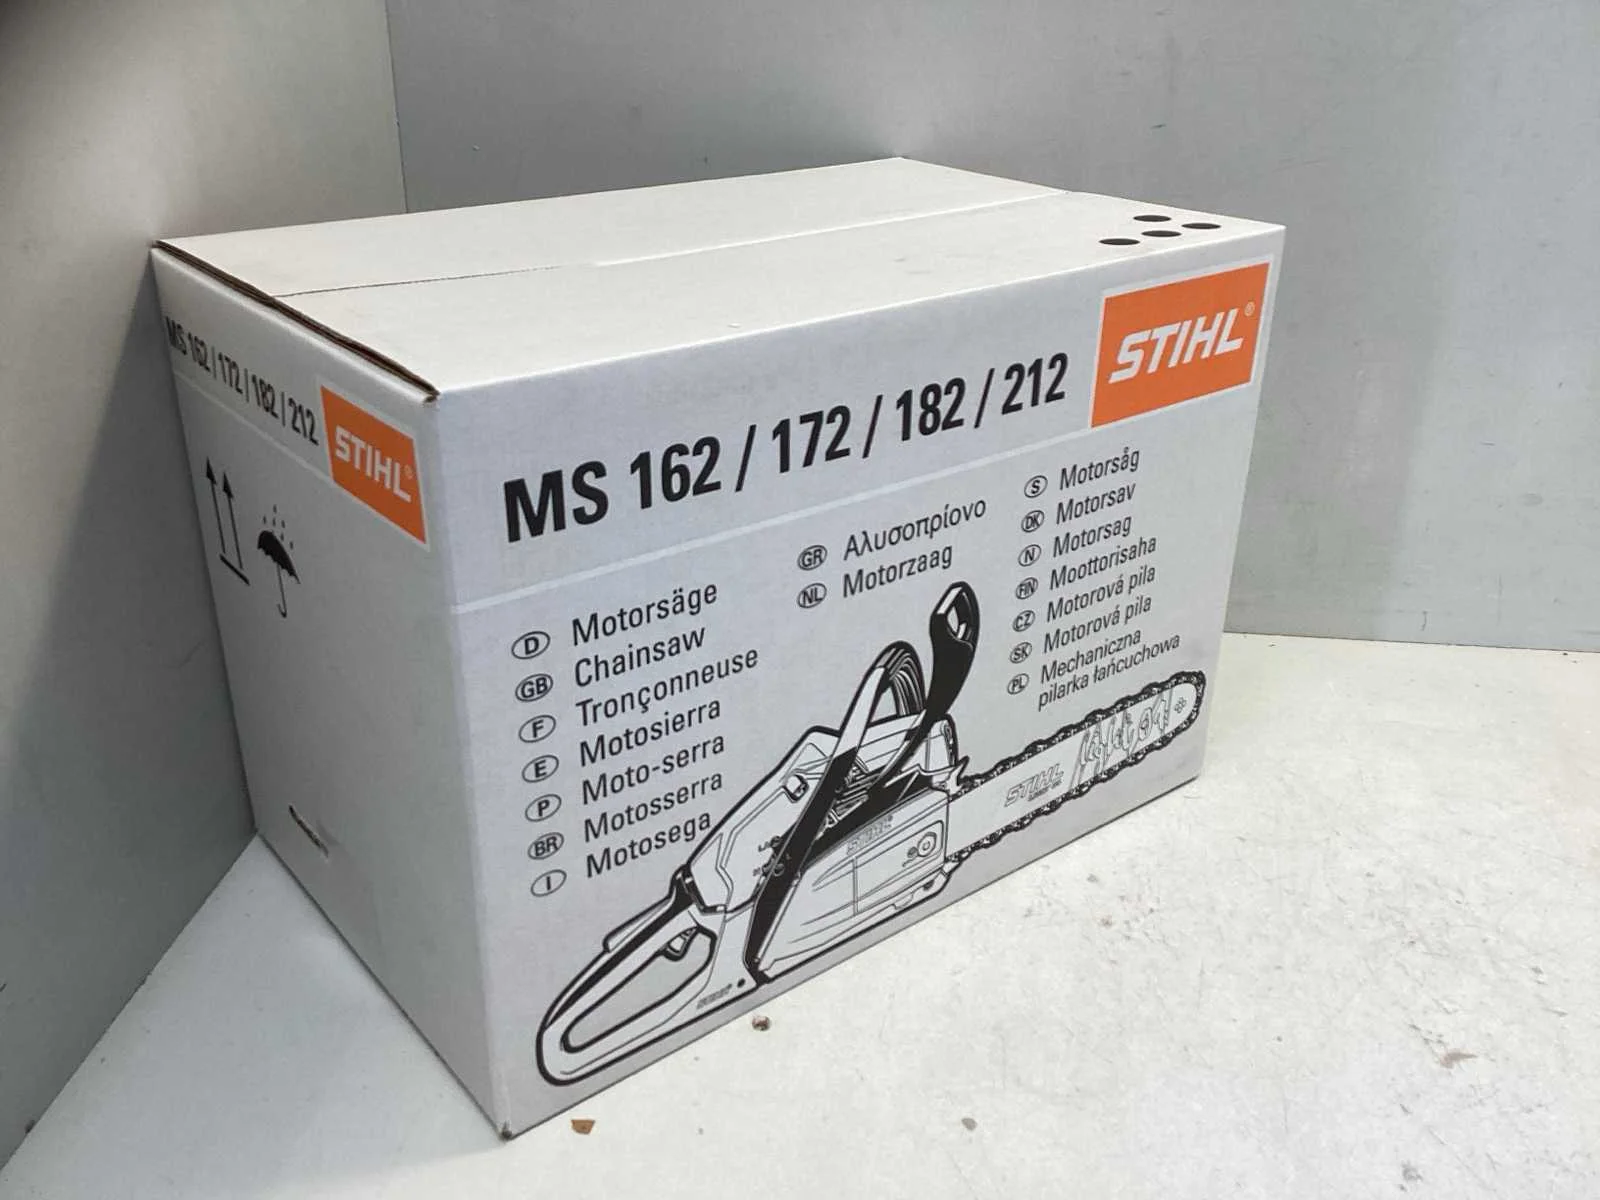 MS 162 / 172 / 182 / 212
STIHL®
MS 162 / 172 / 182 / 212
STIHL®
D Motorsäge
GB Chainsaw
F Tronçonneuse
E Motosierra
P Moto-serra
BR Motosserra
I Motosega
GR Αλυσοπρίονο
NL Motorzaag
S Motorsåg
DK Motorsav
N Motorsag
FIN Moottorisaha
CZ Motorová pila
SK Motorová pila
PL Mechaniczna
pilarka łańcuchowa
STIHL
STIHL